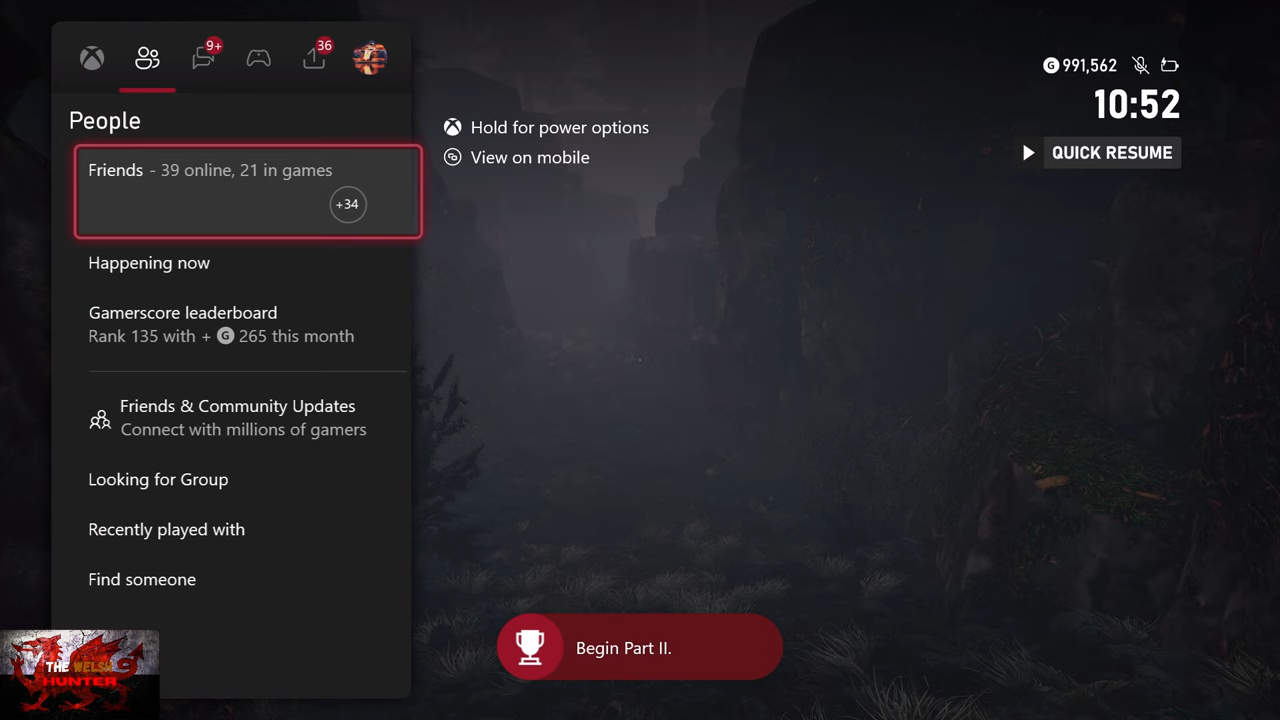 9+
36
People
Friends - 39 online, 21 in games
+34
Happening now
Gamerscore leaderboard
Rank 135 with + G 265 this month
Friends & Community Updates
Connect with millions of gamers
Looking for Group
Recently played with
Find someone
Hold for power options
View on mobile
G 991,562
10:52
QUICK RESUME
Begin Part II.
THE WELSH
HUNTER